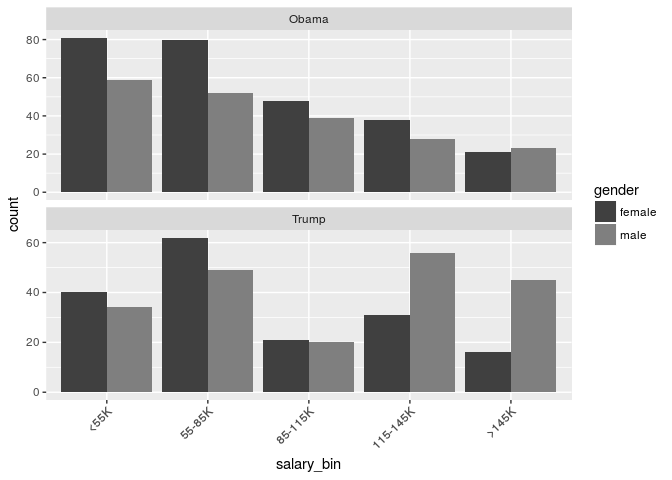 Obama
80
60
40
20
0
Trump
60
40
20
0
count
<55K
55-85K
85-115K
115-145K
>145K
salary_bin
gender
female
male